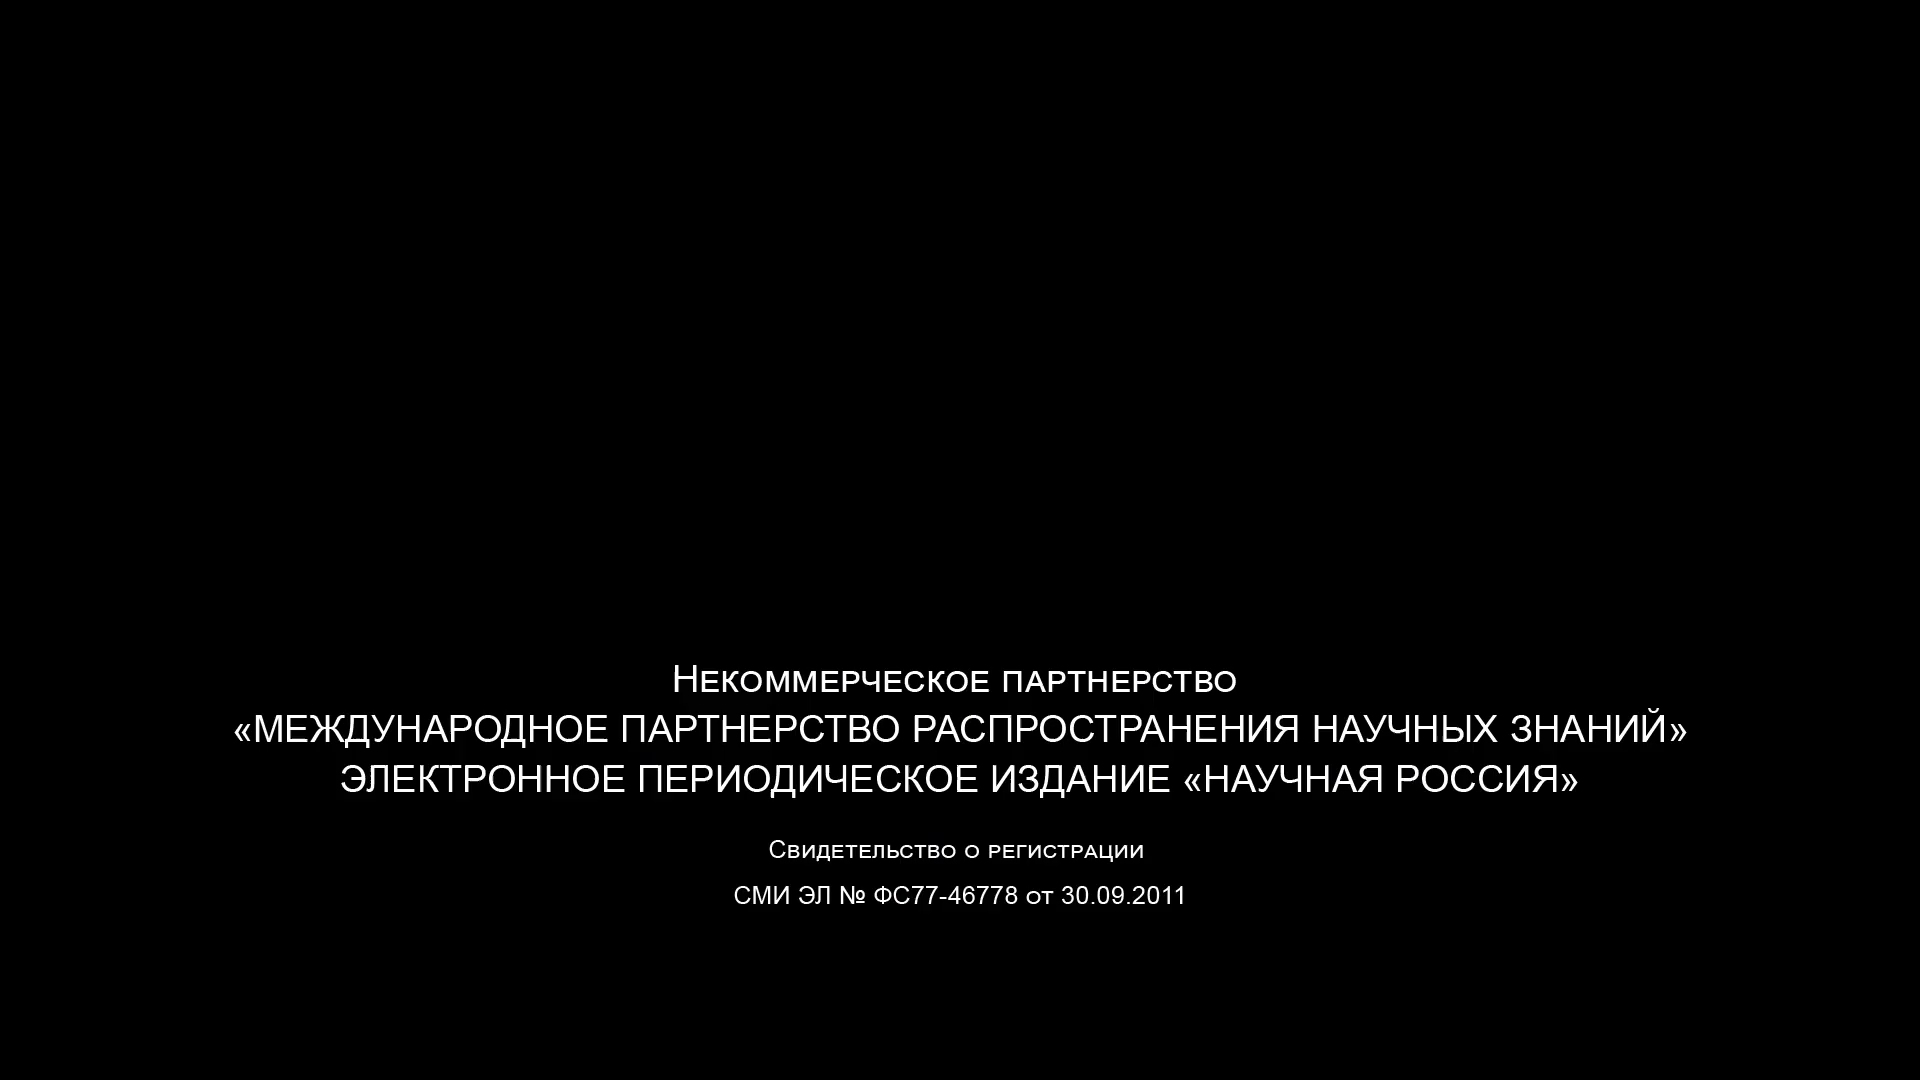 Некоммерческое партнерство
«МЕЖДУНАРОДНОЕ ПАРТНЕРСТВО РАСПРОСТРАНЕНИЯ НАУЧНЫХ ЗНАНИЙ»
ЭЛЕКТРОННОЕ ПЕРИОДИЧЕСКОЕ ИЗДАНИЕ «НАУЧНАЯ РОССИЯ»
Свидетельство о регистрации
СМИ ЭЛ № ФС77-46778 от 30.09.2011